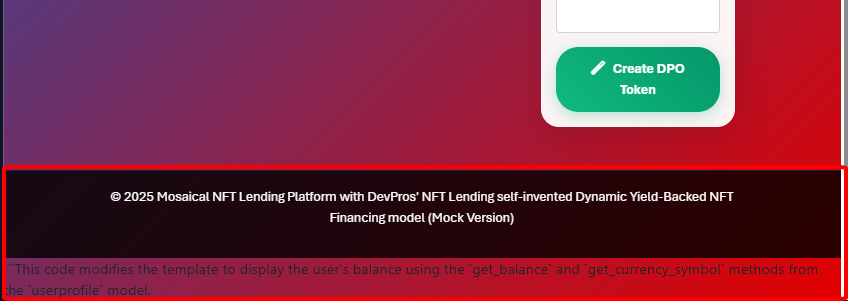 Create DPO
Token
© 2025 Mosaical NFT Lending Platform with DevPros' NFT Lending self-invented Dynamic Yield-Backed NFT
Financing model (Mock Version)
```This code modifies the template to display the user's balance using the `get_balance` and `get_currency_symbol` methods from
the `userprofile` model.